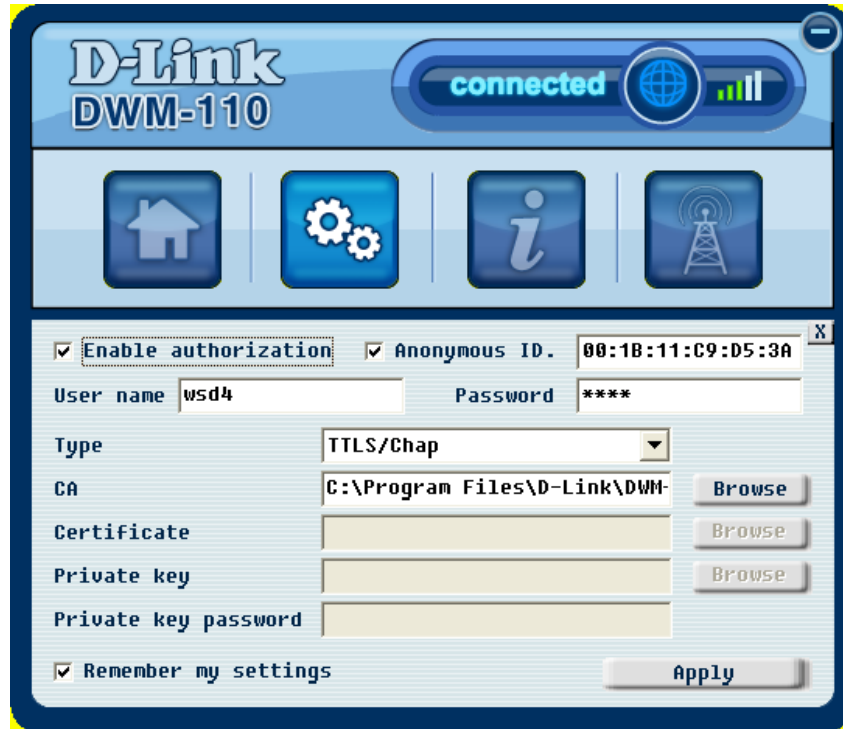 D-Link
DWM-110
connected
i
X
Enable authorization Anonymous ID. 00:1B:11:C9:D5:3A
User name wsd4 Password ****
Type TTLS/Chap
CA C:\Program Files\D-Link\DWM- Browse
Certificate Browse
Private key Browse
Private key password
Remember my settings Apply